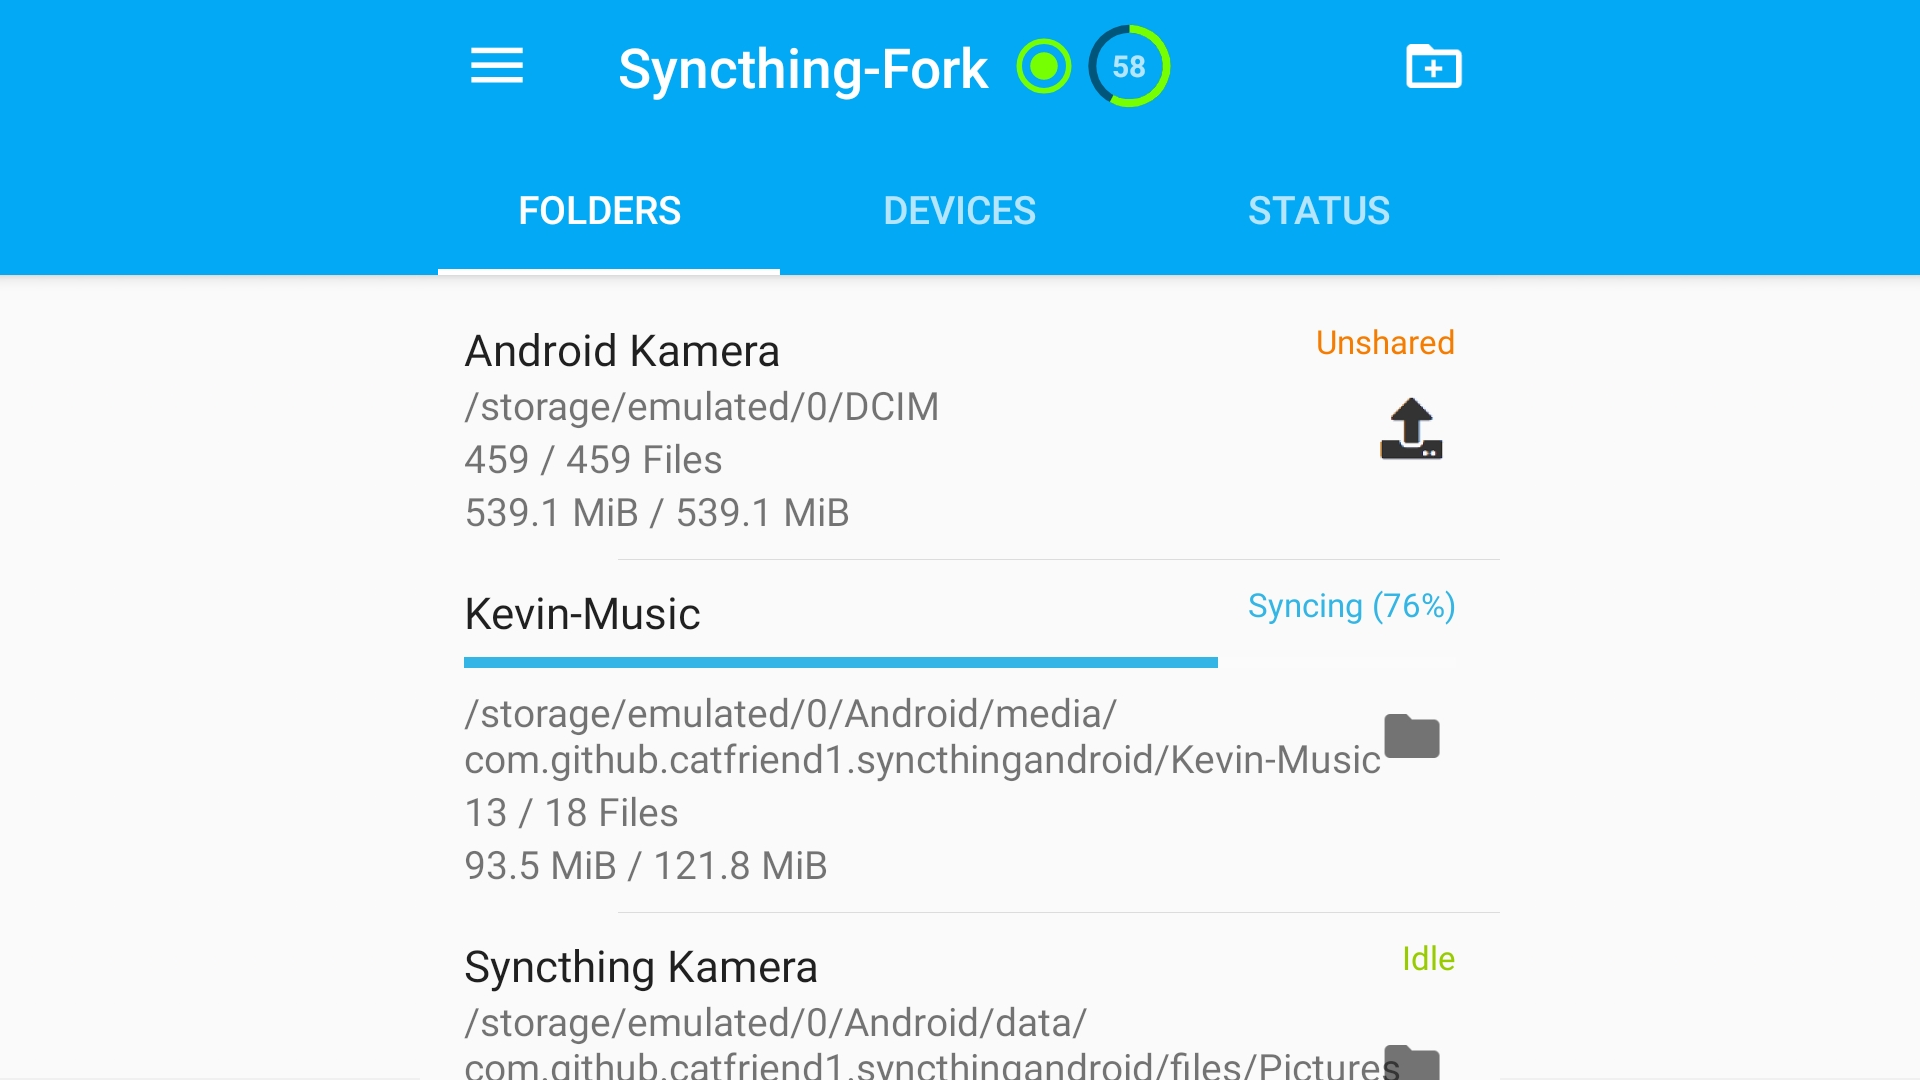 Syncthing-Fork 58
FOLDERS DEVICES STATUS
Android Kamera Unshared
/storage/emulated/0/DCIM
459 / 459 Files
539.1 MiB / 539.1 MiB
Kevin-Music Syncing (76%)
/storage/emulated/0/Android/media/
com.github.catfriend1.syncthingandroid/Kevin-Music
13 / 18 Files
93.5 MiB / 121.8 MiB
Syncthing Kamera Idle
/storage/emulated/0/Android/data/
com.github.catfriend1.syncthingandroid/files/Pictures